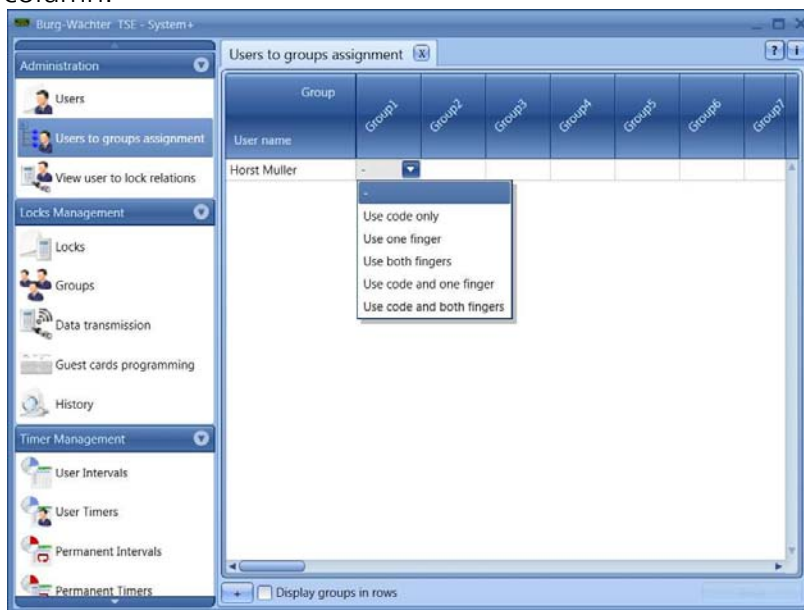 column.
Burg-Wächter TSE - System+
Administration
Users
Users to groups assignment
View user to lock relations
Locks Management
Locks
Groups
Data transmission
Guest cards programming
History
Timer Management
User Intervals
User Timers
Permanent Intervals
Permanent Timers
Users to groups assignment X
? i
Group
User name
Group1 Group2 Group3 Group4 Group5 Group6 Group7
Horst Muller -
-
Use code only
Use one finger
Use both fingers
Use code and one finger
Use code and both fingers
+ Display groups in rows